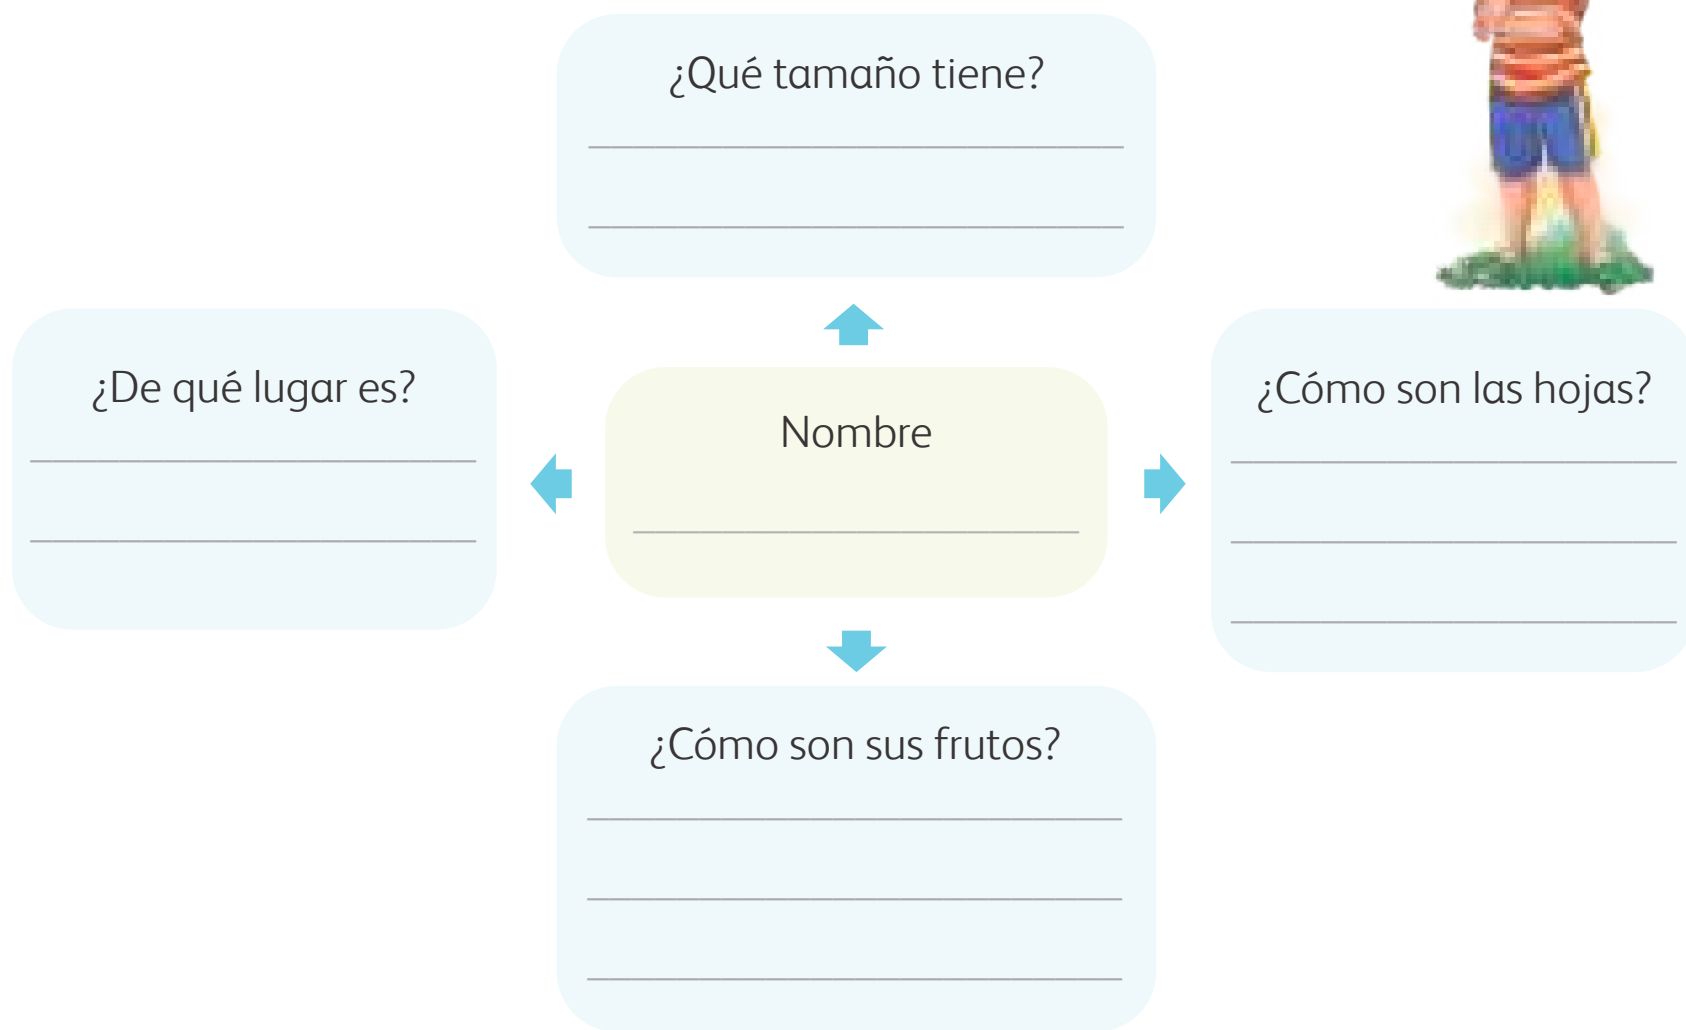 ¿Qué tamaño tiene?
¿De qué lugar es?
Nombre
¿Cómo son las hojas?
¿Cómo son sus frutos?